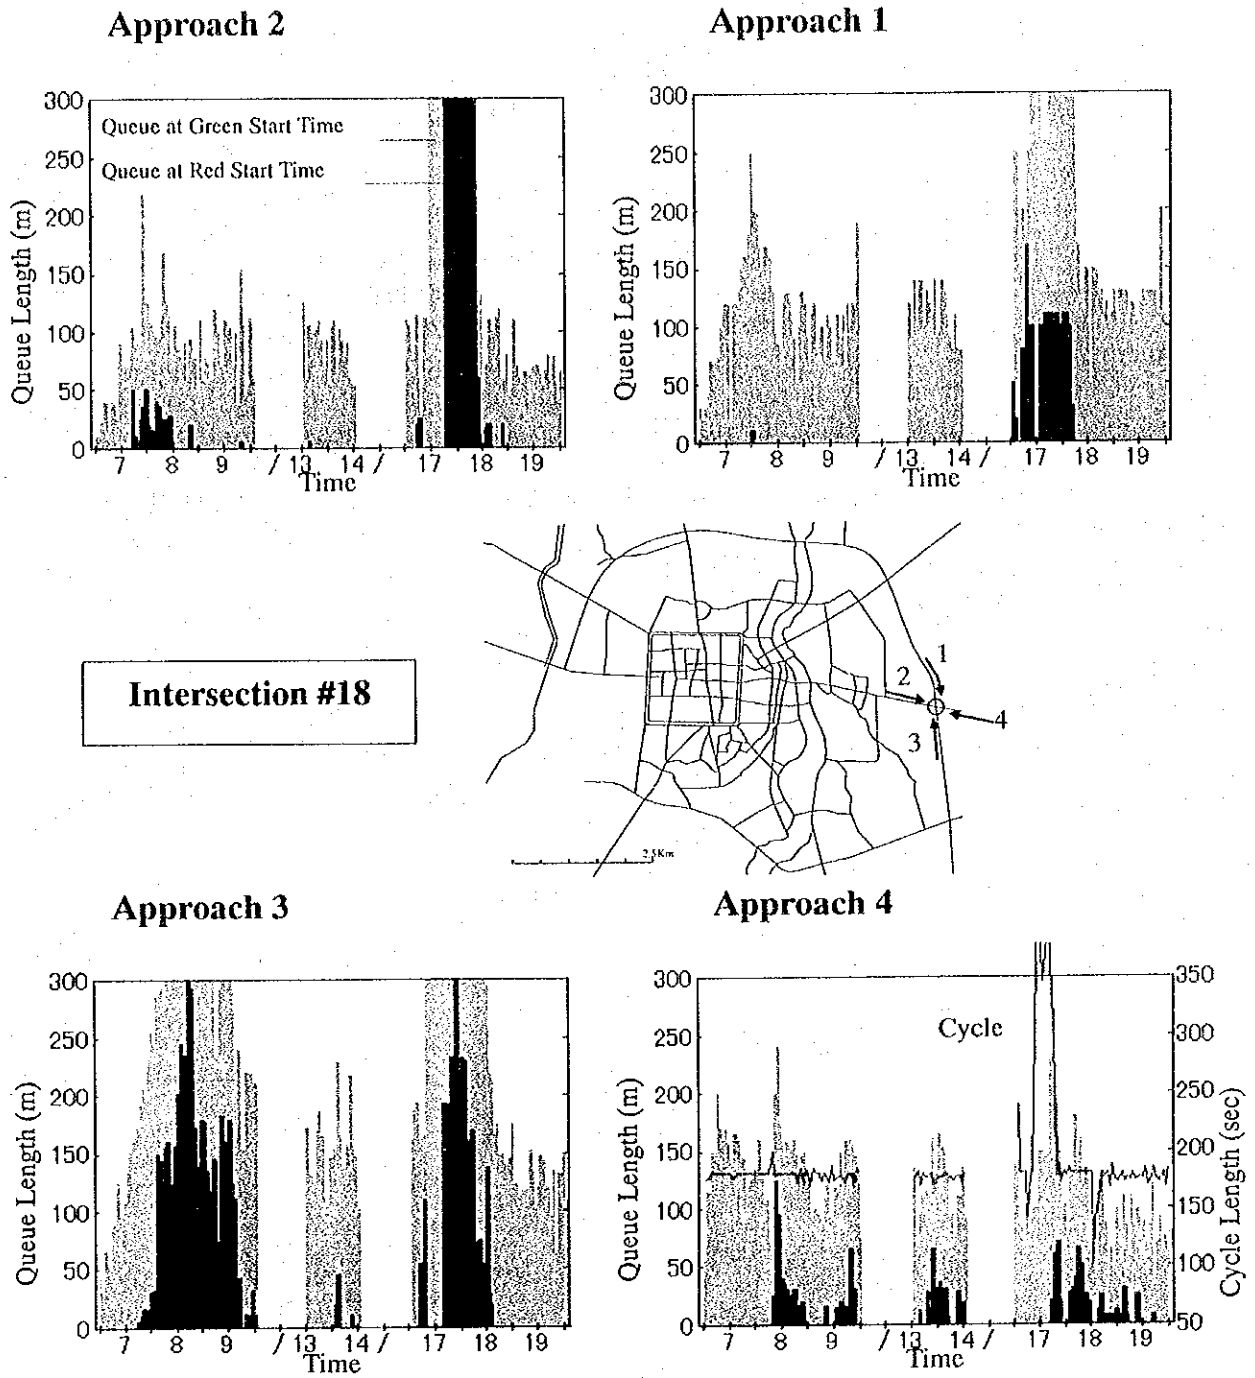 Approach 2
Approach 1
300
250
200
150
100
50
0
Queue Length (m)
Queue at Green Start Time
Queue at Red Start Time
7 8 9 / 13 14 / 17 18 19
Time
300
250
200
150
100
50
0
Queue Length (m)
7 8 9 / 13 14 / 17 18 19
Time
Intersection #18
1
2
4
3
2.5Km
Approach 3
Approach 4
300
250
200
150
100
50
0
Queue Length (m)
7 8 9 / 13 14 / 17 18 19
Time
300
250
200
150
100
50
0
Queue Length (m)
Cycle
350
300
250
200
150
100
50
Cycle Length (sec)
7 8 9 / 13 14 / 17 18 19
Time